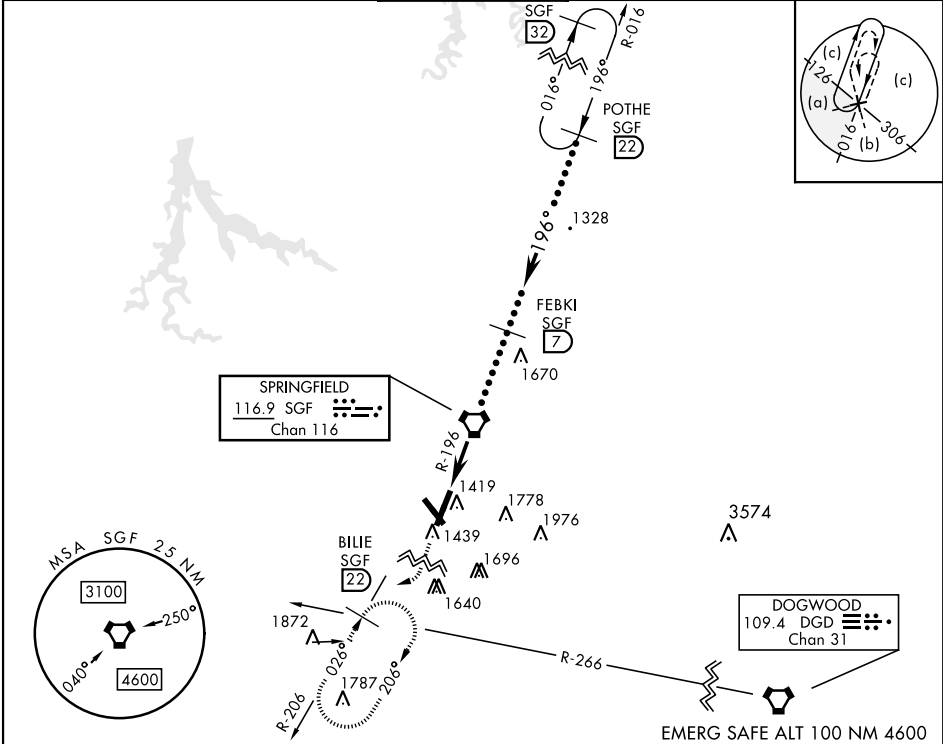 SGF
32
R-016
016°
196°
POTHE
SGF
22
(c)
(c)
126
(a)
016
(b)
306
1328
196°
FEBKI
SGF
7
1670
SPRINGFIELD
116.9 SGF
Chan 116
R-196
1419
1778
1976
3574
1439
1696
1640
BILIE
SGF
22
MSA SGF 25 NM
3100
250°
040°
4600
1872
026°
206°
1787
R-206
R-266
DOGWOOD
109.4 DGD
Chan 31
EMERG SAFE ALT 100 NM 4600